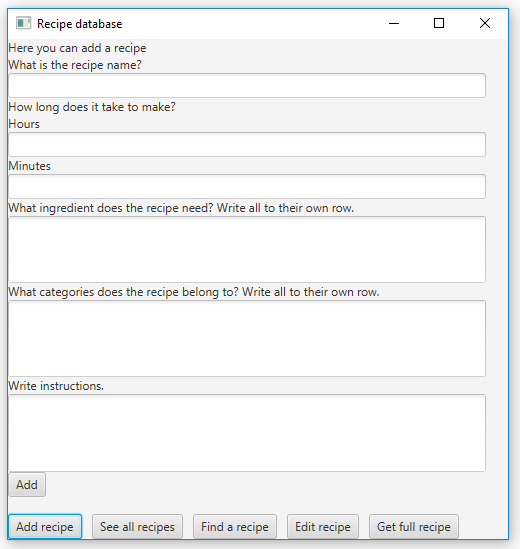 Recipe database
Here you can add a recipe
What is the recipe name?
How long does it take to make?
Hours
Minutes
What ingredient does the recipe need? Write all to their own row.
What categories does the recipe belong to? Write all to their own row.
Write instructions.
Add
Add recipe See all recipes Find a recipe Edit recipe Get full recipe